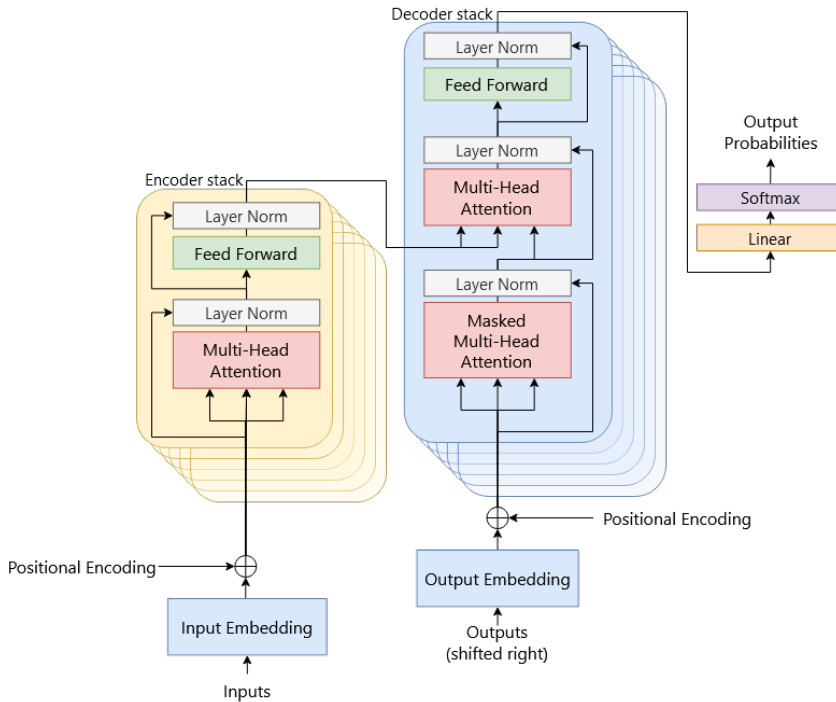 Decoder stack
Layer Norm
Feed Forward
Layer Norm
Multi-Head
Attention
Layer Norm
Masked
Multi-Head
Attention
Positional Encoding
Output Embedding
Outputs
(shifted right)
Encoder stack
Layer Norm
Feed Forward
Layer Norm
Multi-Head
Attention
Positional Encoding
Input Embedding
Inputs
Output
Probabilities
Softmax
Linear